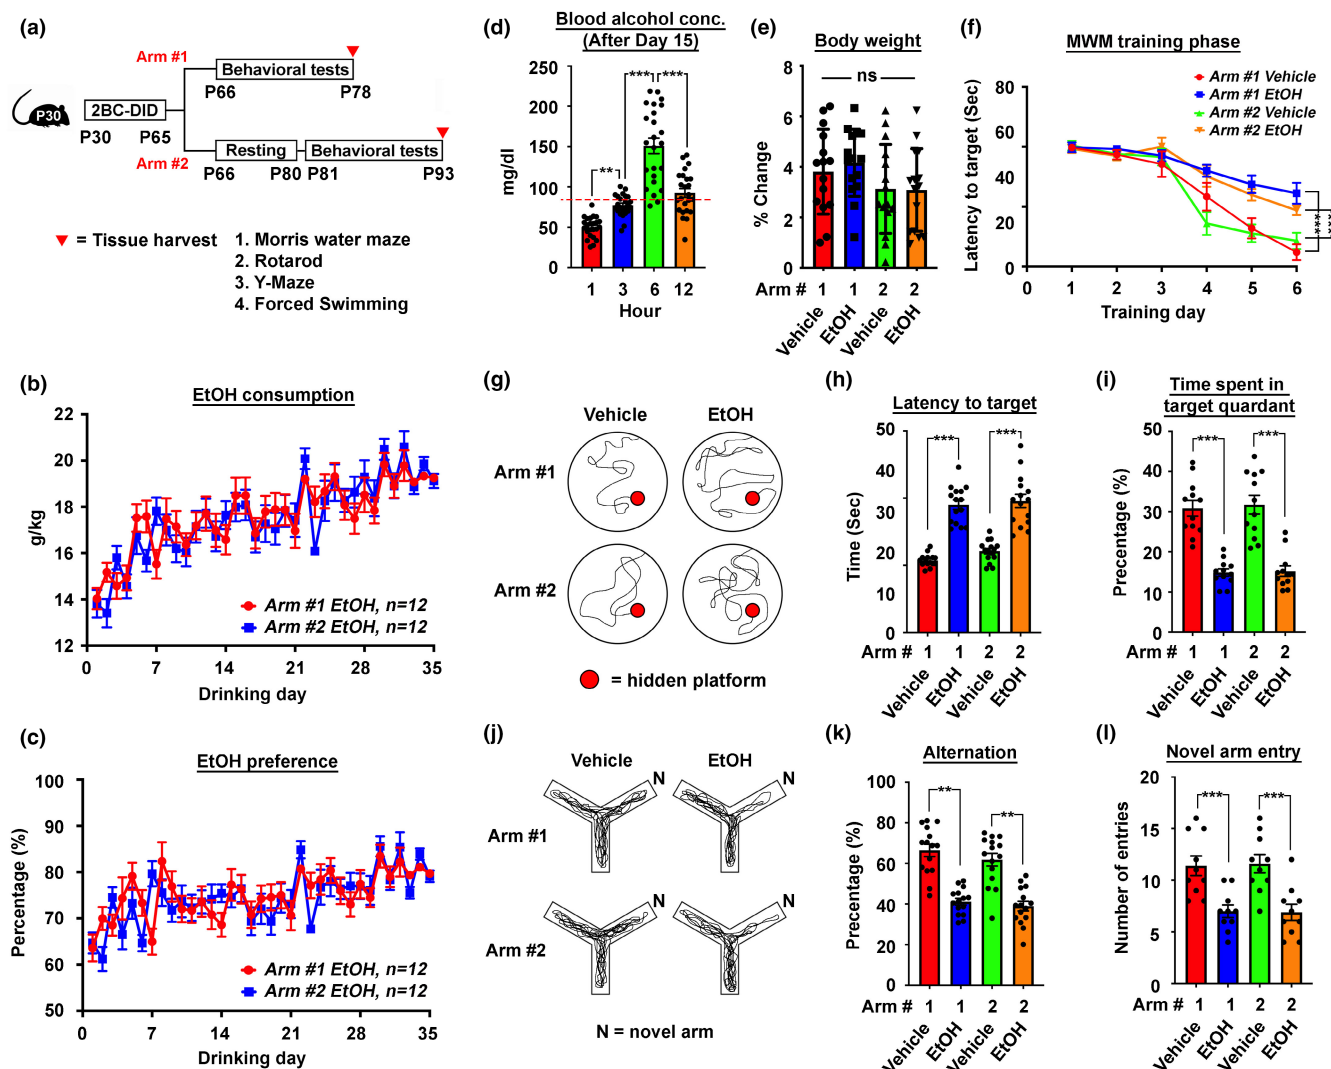 (a)
Arm #1
Behavioral tests
P66 P78
P30
2BC-DID
P30 P65
Arm #2
Resting
Behavioral tests
P66 P80 P81 P93
= Tissue harvest
1. Morris water maze
2. Rotarod
3. Y-Maze
4. Forced Swimming
(d)
Blood alcohol conc.
(After Day 15)
mg/dl
250
200
150
100
50
0
**
***
***
1 3 6 12
Hour
(e)
Body weight
% Change
8
6
4
2
0
ns
Arm # 1 1 2 2
Vehicle
EtOH
Vehicle
EtOH
(f)
MWM training phase
Latency to target (Sec)
80
60
40
20
0
Arm #1 Vehicle
Arm #1 EtOH
Arm #2 Vehicle
Arm #2 EtOH
***
0 1 2 3 4 5 6
Training day
(b)
EtOH consumption
g/kg
22
20
18
16
14
12
Arm #1 EtOH, n=12
Arm #2 EtOH, n=12
0 7 14 21 28 35
Drinking day
(c)
EtOH preference
Percentage (%)
100
90
80
70
60
50
Arm #1 EtOH, n=12
Arm #2 EtOH, n=12
0 7 14 21 28 35
Drinking day
(g)
Vehicle EtOH
Arm #1
Arm #2
= hidden platform
(h)
Latency to target
Time (Sec)
50
40
30
20
10
0
***
***
Arm # 1 1 2 2
Vehicle
EtOH
Vehicle
EtOH
(i)
Time spent in
target quardant
Precentage (%)
50
40
30
20
10
0
***
***
Arm # 1 1 2 2
Vehicle
EtOH
Vehicle
EtOH
(j)
Vehicle EtOH
N N
Arm #1
N N
Arm #2
N = novel arm
(k)
Alternation
Precentage (%)
100
80
60
40
20
0
**
**
Arm # 1 1 2 2
Vehicle
EtOH
Vehicle
EtOH
(l)
Novel arm entry
Number of entries
20
15
10
5
0
***
***
Arm # 1 1 2 2
Vehicle
EtOH
Vehicle
EtOH